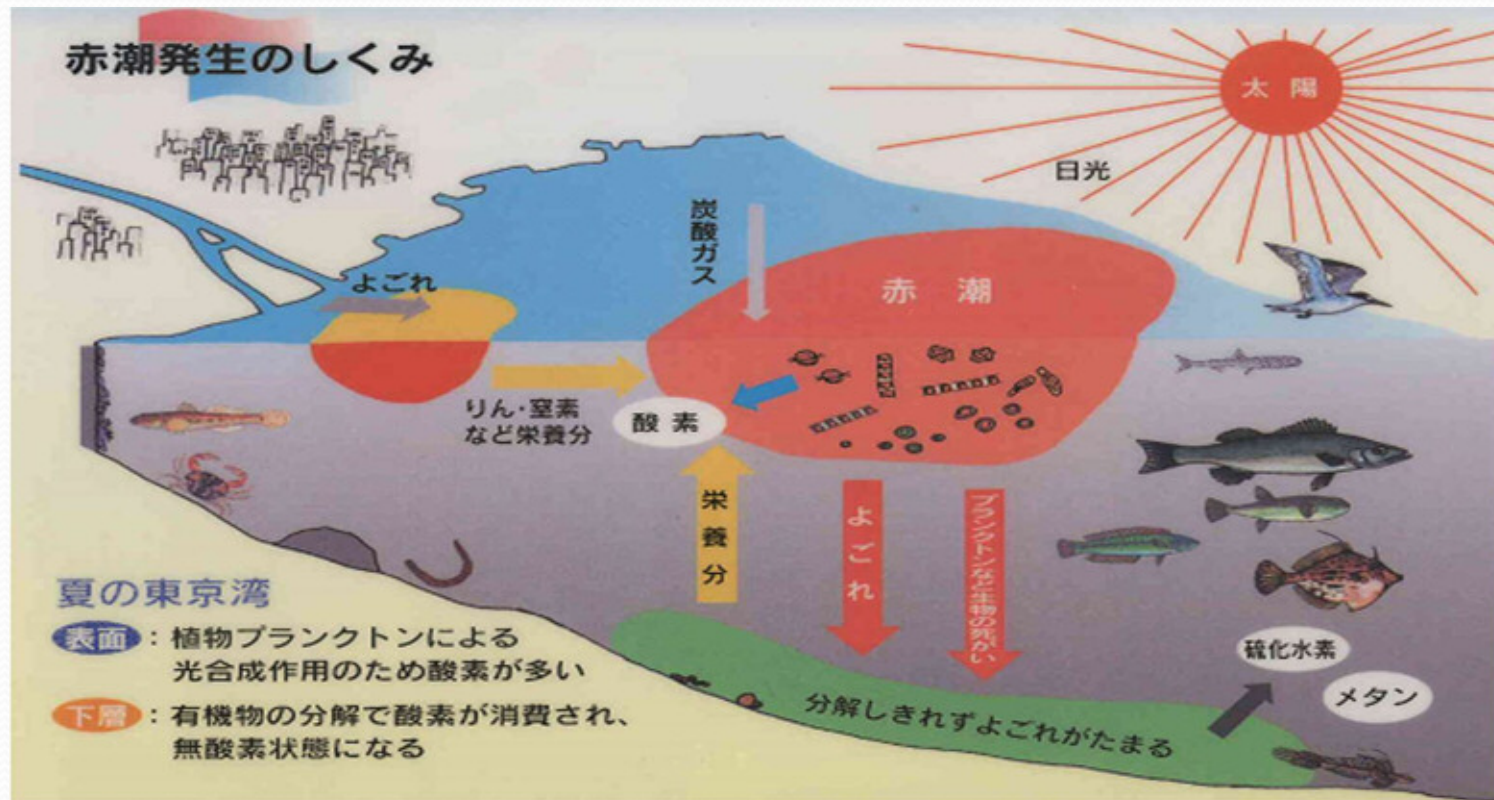 赤潮発生のしくみ
太陽
日光
炭酸ガス
よごれ
赤潮
りん・窒素
など栄養分
酸素
栄養分
よごれ
プランクトンなど生物の死がい
夏の東京湾
表面：植物プランクトンによる
光合成作用のため酸素が多い
下層：有機物の分解で酸素が消費され、
無酸素状態になる
分解しきれずよごれがたまる
硫化水素
メタン